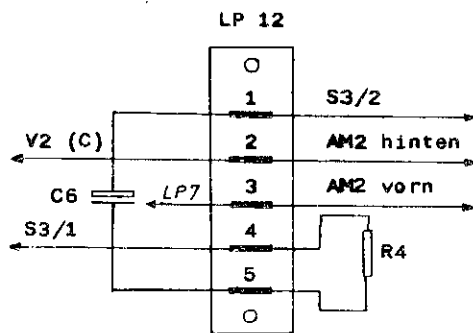 LP 12
1 S3/2
V2 (C) 2 AM2 hinten
C6 LP7 3 AM2 vorn
S3/1 4
R4
5